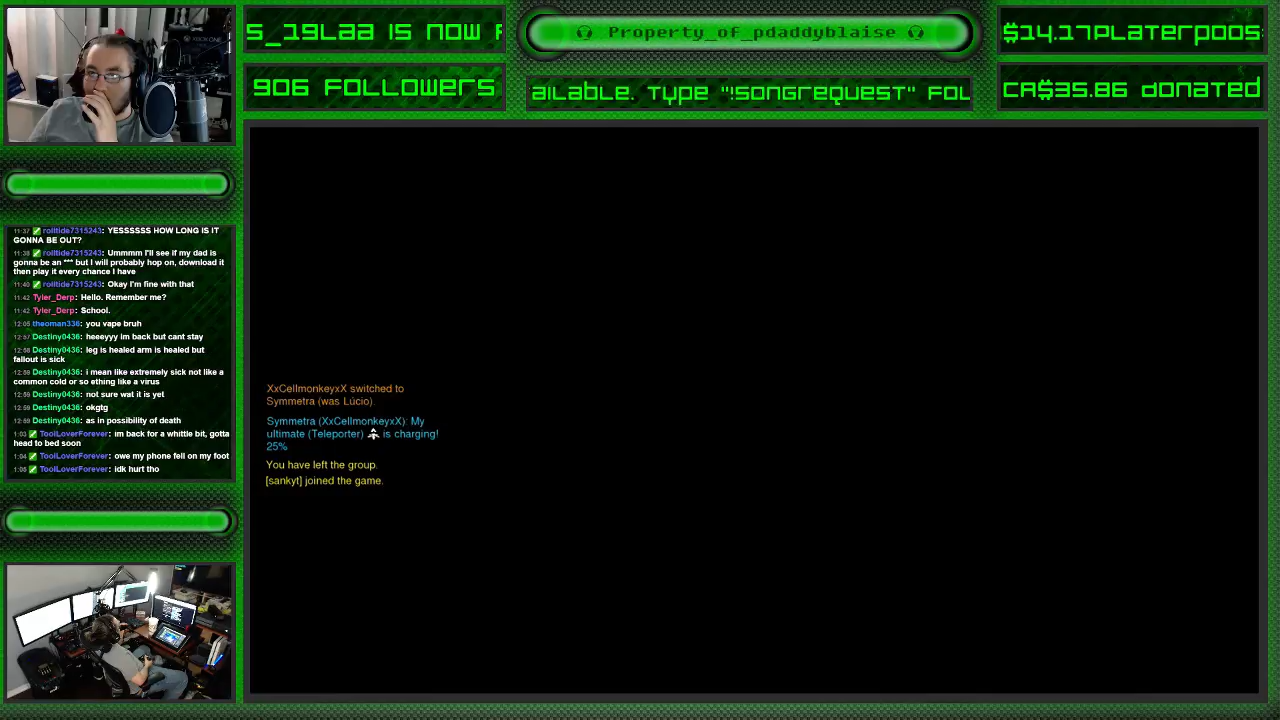 S_19Laa is now
Property_of_pdaddyblaise
$14.17PLaterpoos
906 Followers
ailable. Type "!songrequest" Fol
CA$35.86 donated
XBOX ONE
11:37 rolltide7315243: YESSSSSS HOW LONG IS IT
GONNA BE OUT?
11:38 rolltide7315243: Ummmm I'll see if my dad is
gonna be an *** but I will probably hop on, download it
then play it every chance I have
11:40 rolltide7315243: Okay I'm fine with that
11:42 Tyler_Derp: Hello. Remember me?
11:42 Tyler_Derp: School.
12:05 theoman336: you vape bruh
12:57 Destiny0436: heeeyyy im back but cant stay
12:58 Destiny0436: leg is healed arm is healed but
fallout is sick
12:59 Destiny0436: i mean like extremely sick not like a
common cold or so ething like a virus
12:59 Destiny0436: not sure wat it is yet
12:59 Destiny0436: okgtg
12:59 Destiny0436: as in possibility of death
1:03 ToolLoverForever: im back for a whittle bit, gotta
head to bed soon
1:04 ToolLoverForever: owe my phone fell on my foot
1:05 ToolLoverForever: idk hurt tho
XxCellmonkeyxX switched to
Symmetra (was Lúcio).
Symmetra (XxCellmonkeyxX): My
ultimate (Teleporter) is charging!
25%
You have left the group.
[sankyt] joined the game.